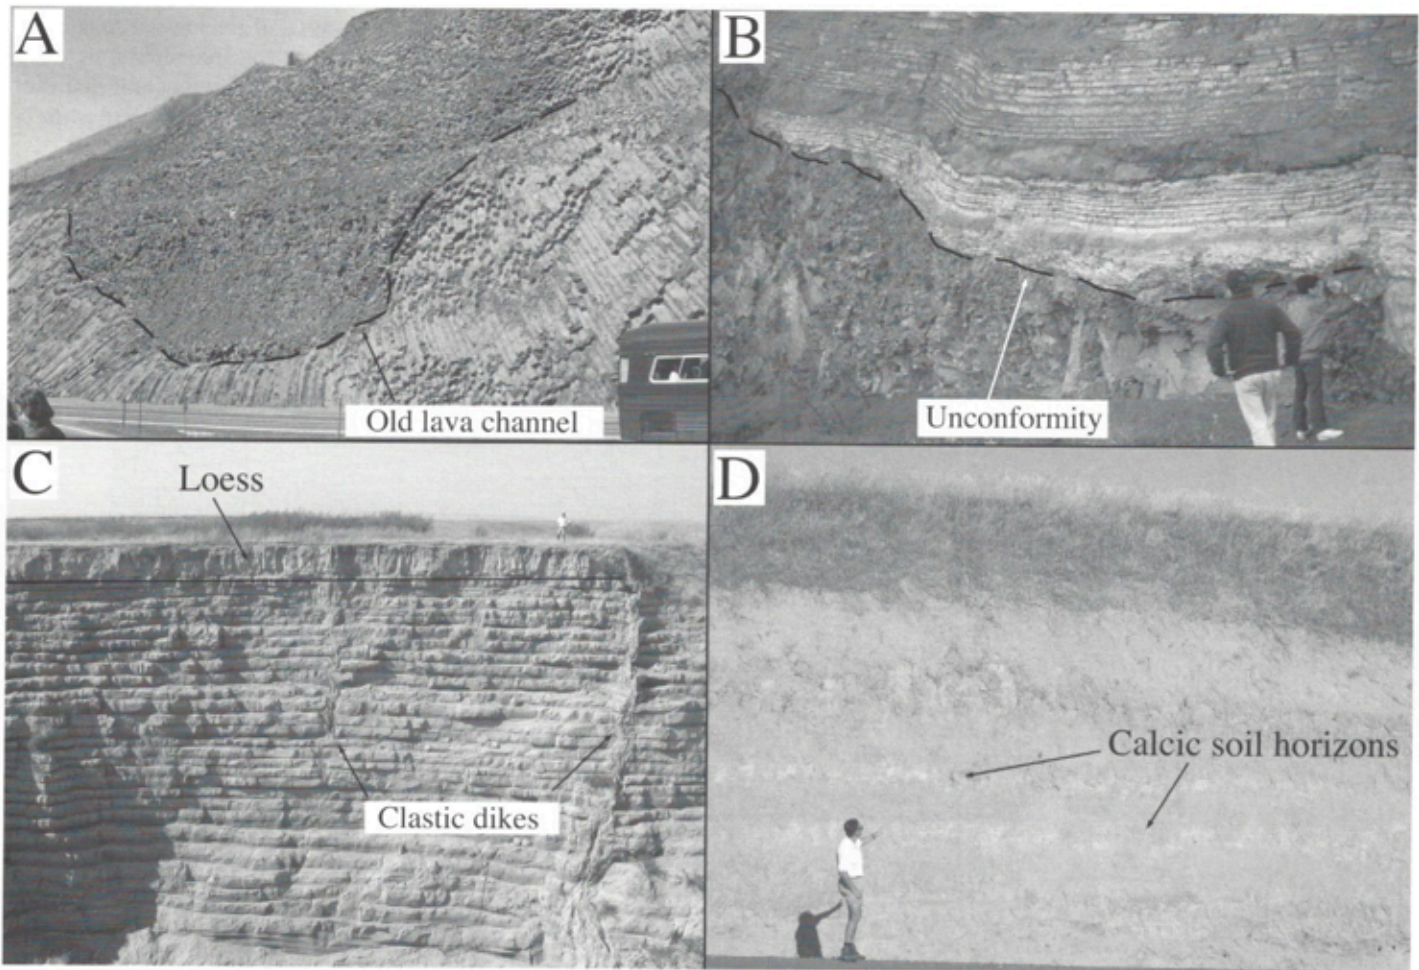 A
Old lava channel
B
Unconformity
C
Loess
Clastic dikes
D
Calcic soil horizons